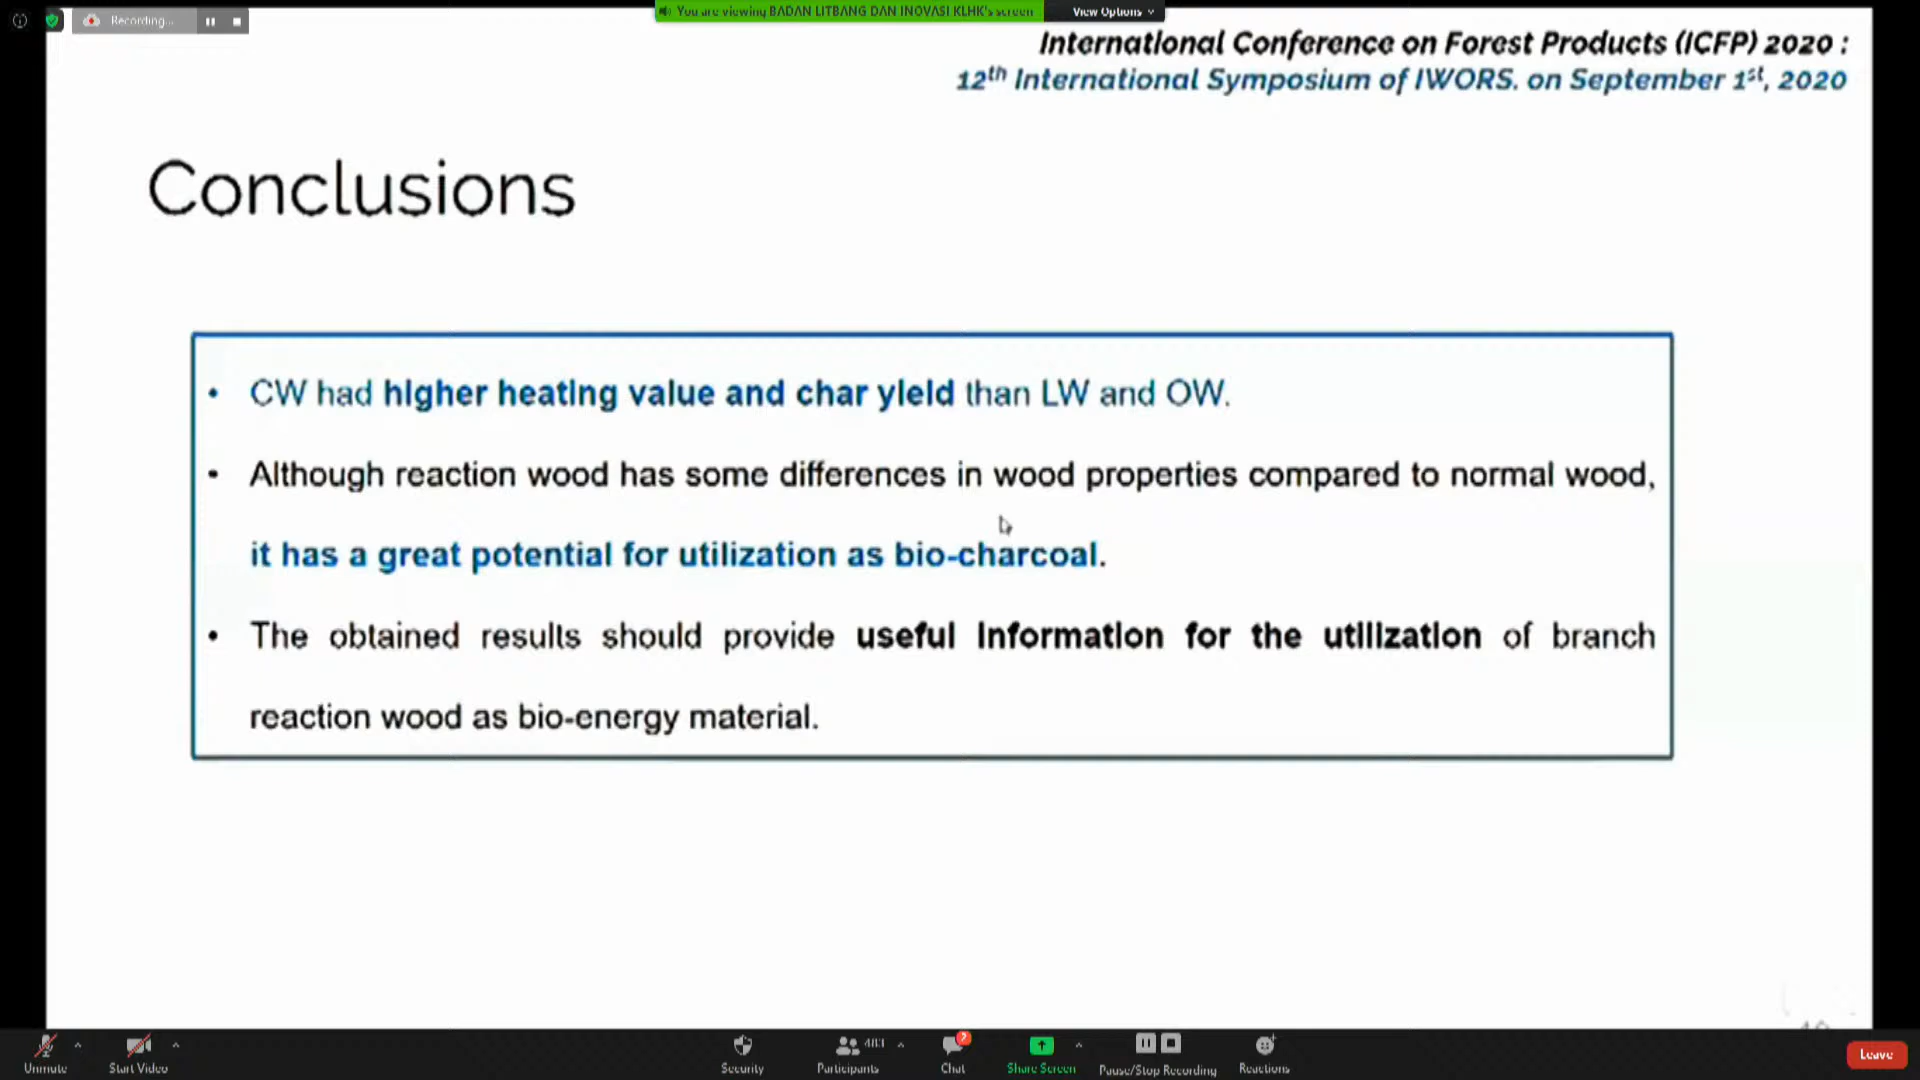 Recording...
You are viewing BADAN LITBANG DAN INOVASI KLHK's screen
View Options
International Conference on Forest Products (ICFP) 2020 :
12th International Symposium of IWORS. on September 1st, 2020
Conclusions
• CW had higher heating value and char yield than LW and OW.
• Although reaction wood has some differences in wood properties compared to normal wood,
it has a great potential for utilization as bio-charcoal.
• The obtained results should provide useful information for the utilization of branch
reaction wood as bio-energy material.
Unmute
Start Video
Security
Participants
Chat
Share Screen
Pause/Stop Recording
Reactions
Leave